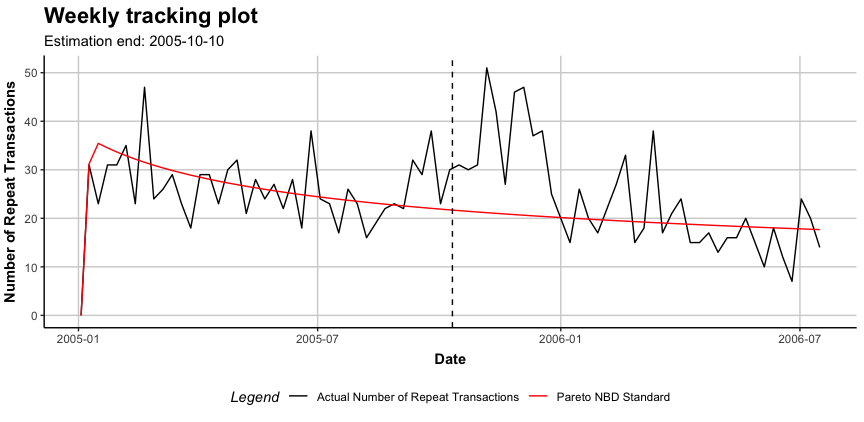 Weekly tracking plot
Estimation end: 2005-10-10
Number of Repeat Transactions
50
40
30
20
10
0
2005-01 2005-07 2006-01 2006-07
Date
Legend Actual Number of Repeat Transactions Pareto NBD Standard